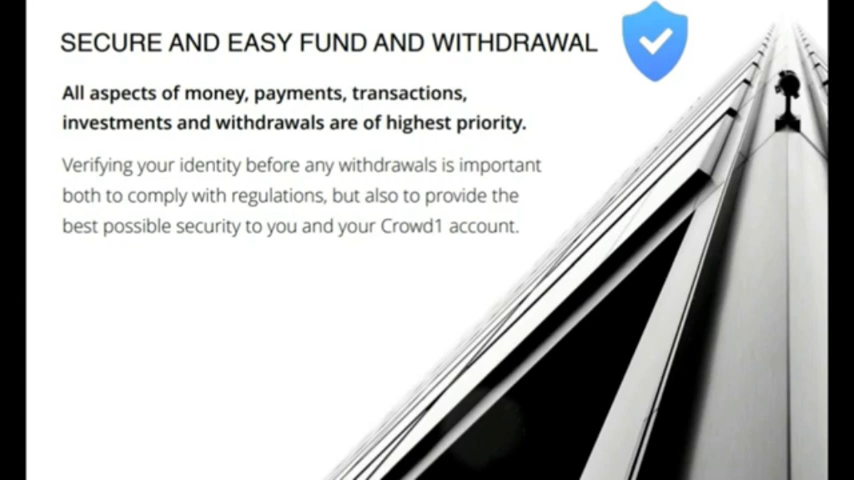 SECURE AND EASY FUND AND WITHDRAWAL
All aspects of money, payments, transactions,
investments and withdrawals are of highest priority.
Verifying your identity before any withdrawals is important
both to comply with regulations, but also to provide the
best possible security to you and your Crowd1 account.